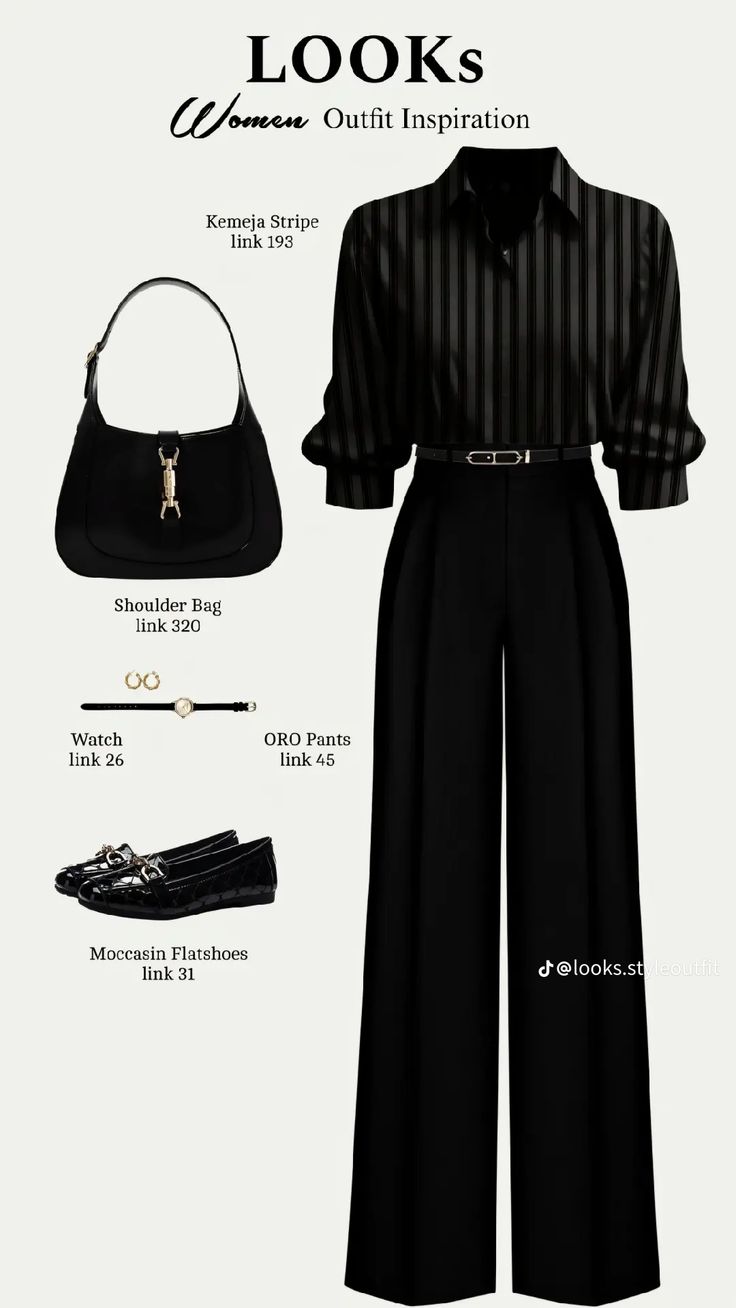 LOOKs
Women Outfit Inspiration
Kemeja Stripe
link 193
Shoulder Bag
link 320
Watch
link 26
ORO Pants
link 45
Moccasin Flatshoes
link 31
@looks.styleoutfit